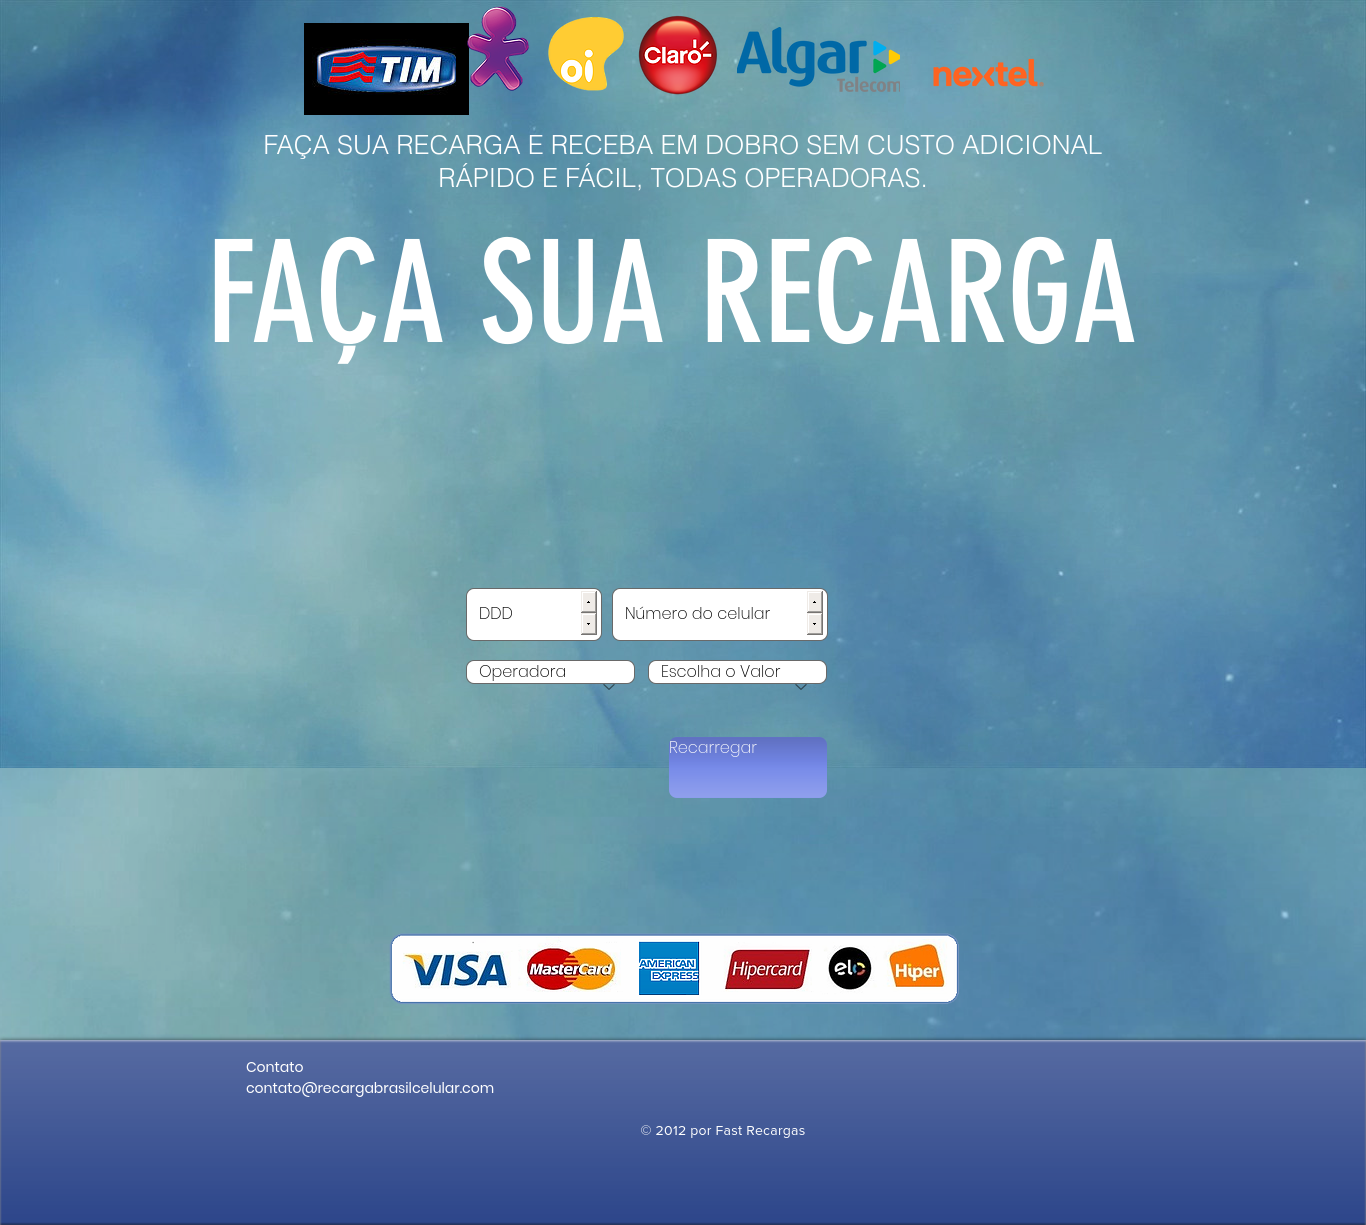 TIM
oi
Claro
Algar
Telecom
nextel
FAÇA SUA RECARGA E RECEBA EM DOBRO SEM CUSTO ADICIONAL
RÁPIDO E FÁCIL, TODAS OPERADORAS.
FAÇA SUA RECARGA
DDD
Número do celular
Operadora
Escolha o Valor
Recarregar
VISA
MasterCard
AMERICAN
EXPRESS
Hipercard
elo
Hiper
Contato
contato@recargabrasilcelular.com
© 2012 por Fast Recargas